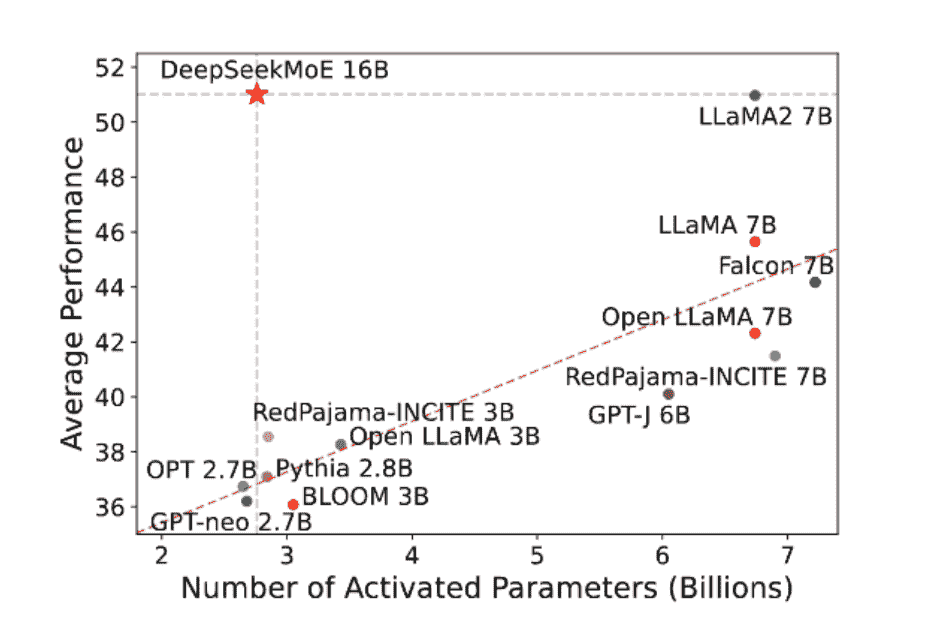 52
DeepSeekMoE 16B
50
LLaMA2 7B
48
46
LLaMA 7B
Falcon 7B
44
Open LLaMA 7B
42
RedPajama-INCITE 7B
40
GPT-J 6B
RedPajama-INCITE 3B
Open LLaMA 3B
38
OPT 2.7B
Pythia 2.8B
BLOOM 3B
36
GPT-neo 2.7B
Average Performance
2 3 4 5 6 7
Number of Activated Parameters (Billions)